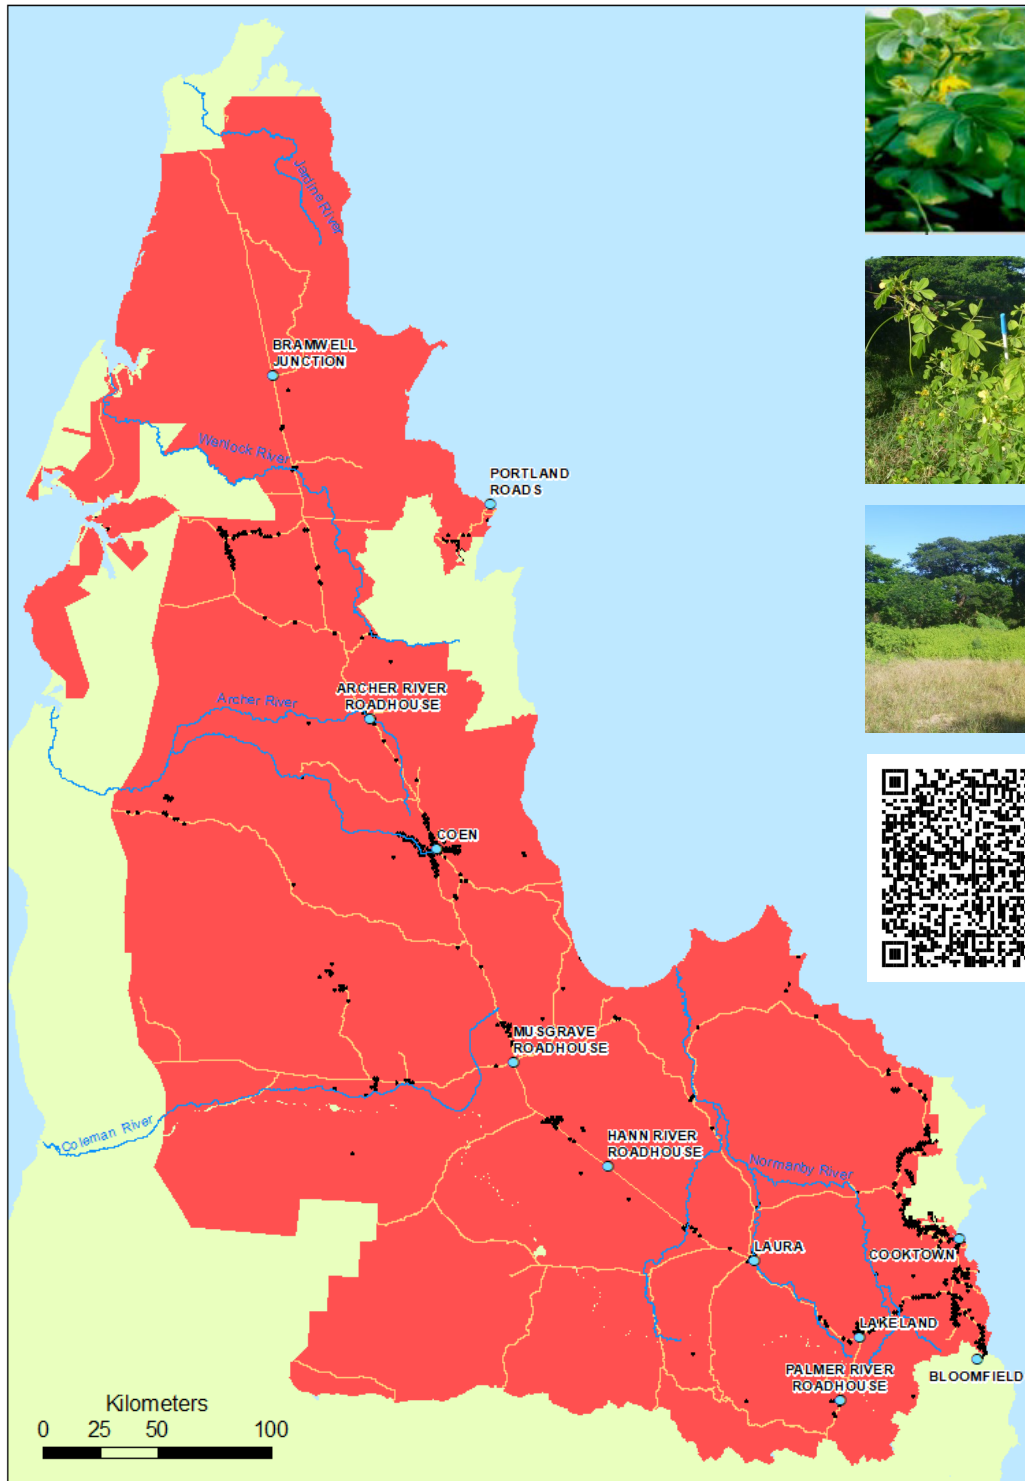 Jardine River
BRAMWELL
JUNCTION
Wenlock River
PORTLAND
ROADS
ARCHER RIVER
ROADHOUSE
Archer River
COEN
MUSGRAVE
ROADHOUSE
Coleman River
HANN RIVER
ROADHOUSE
Normanby River
LAURA
COOKTOWN
LAKELAND
PALMER RIVER
ROADHOUSE
BLOOMFIELD
Kilometers
0 25 50 100